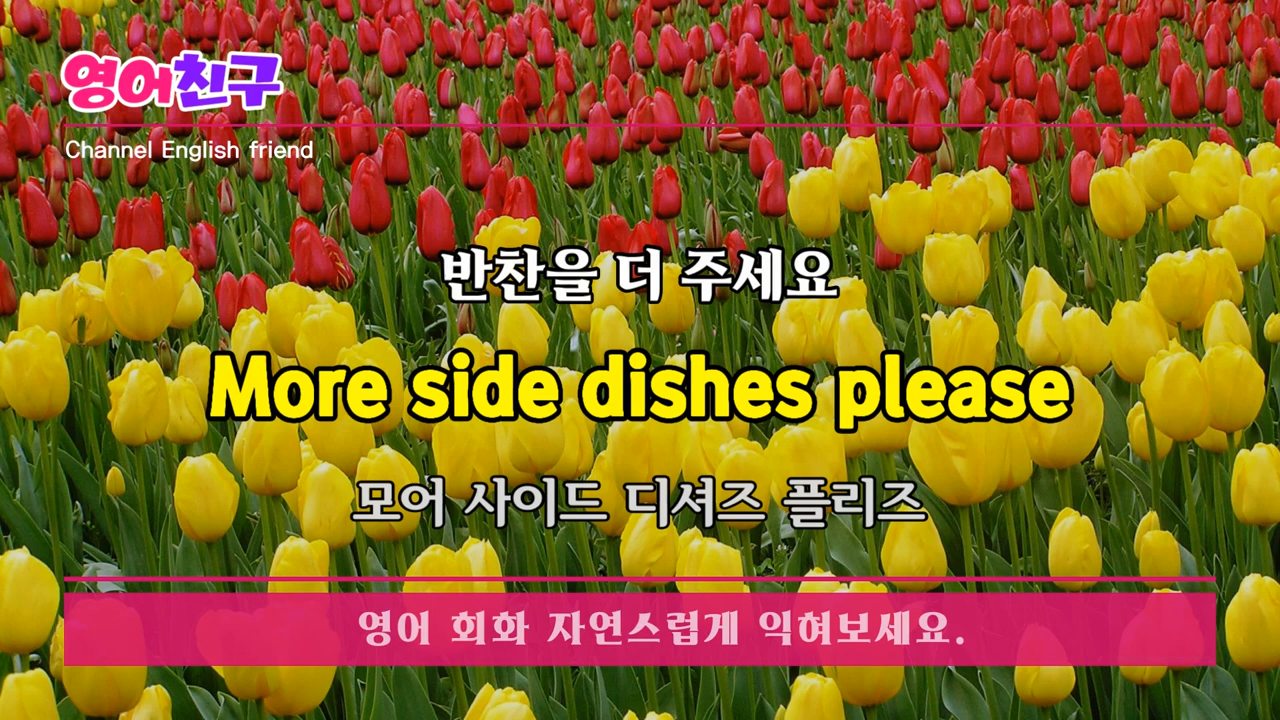 영어친구
Channel English friend
반찬을 더 주세요
More side dishes please
모어 사이드 디셔즈 플리즈
영어 회화 자연스럽게 익혀보세요.